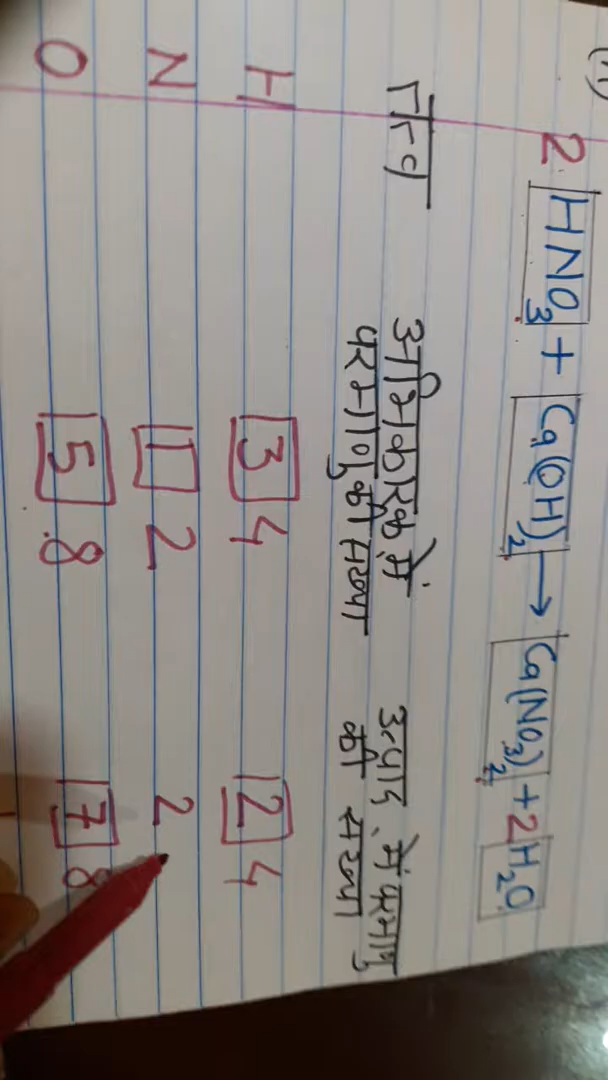 (i)
2 HNO3 + Ca(OH)2 → Ca(NO3)2 + 2H2O
तत्व अभिकारक में उत्पाद में परमाणु
परमाणु की संख्या की संख्या
H 3 4 2 4
N 1 2 2
O 5 8 7 8